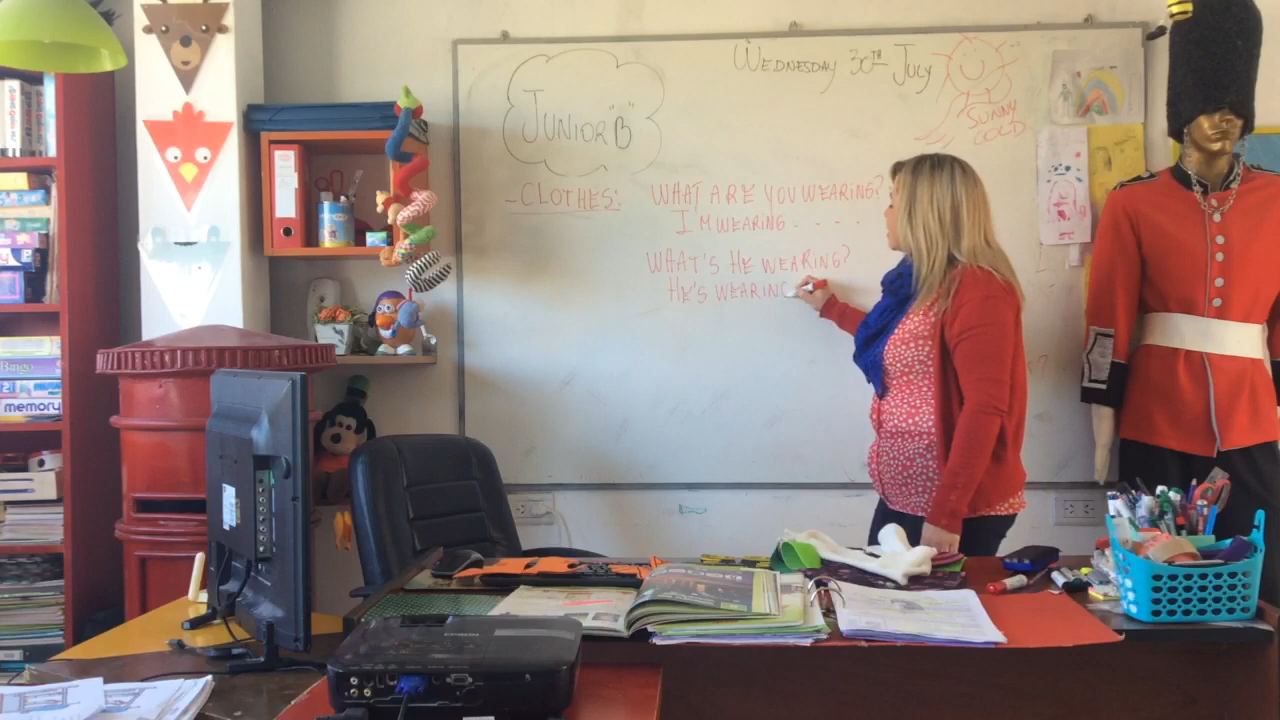 WEDNESDAY 30TH JULY
SUNNY
COLD
JUNIOR "B"
- CLOTHES:
WHAT ARE YOU WEARING?
I'M WEARING - - - -
WHAT'S HE WEARING?
HE'S WEARING
Bingo
memory
EPSON